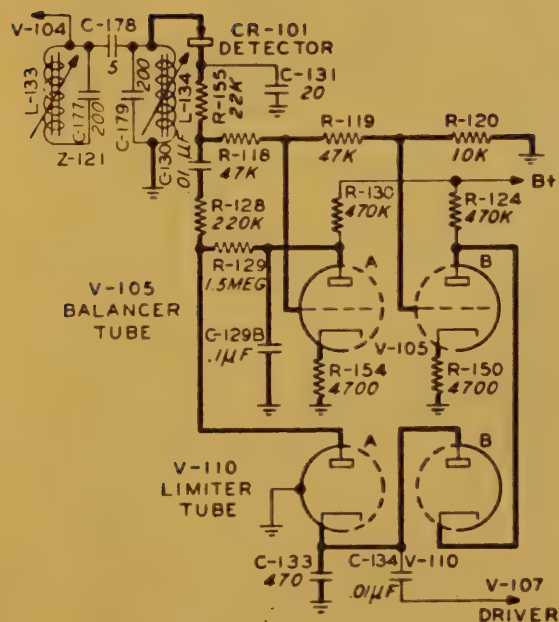 V-104
C-178
5
CR-101
DETECTOR
L-133
C-177
200
C-179
200
L-134
Z-121
C-130
.01 µF
R-155
22K
C-131
20
R-118
47K
R-119
47K
R-120
10K
B+
R-128
220K
R-130
470K
R-124
470K
R-129
1.5MEG
A
B
V-105
BALANCER
TUBE
C-129B
.1µF
V-105
R-154
4700
R-150
4700
A
B
V-110
LIMITER
TUBE
C-133
470
C-134
.01µF
V-110
V-107
DRIVER